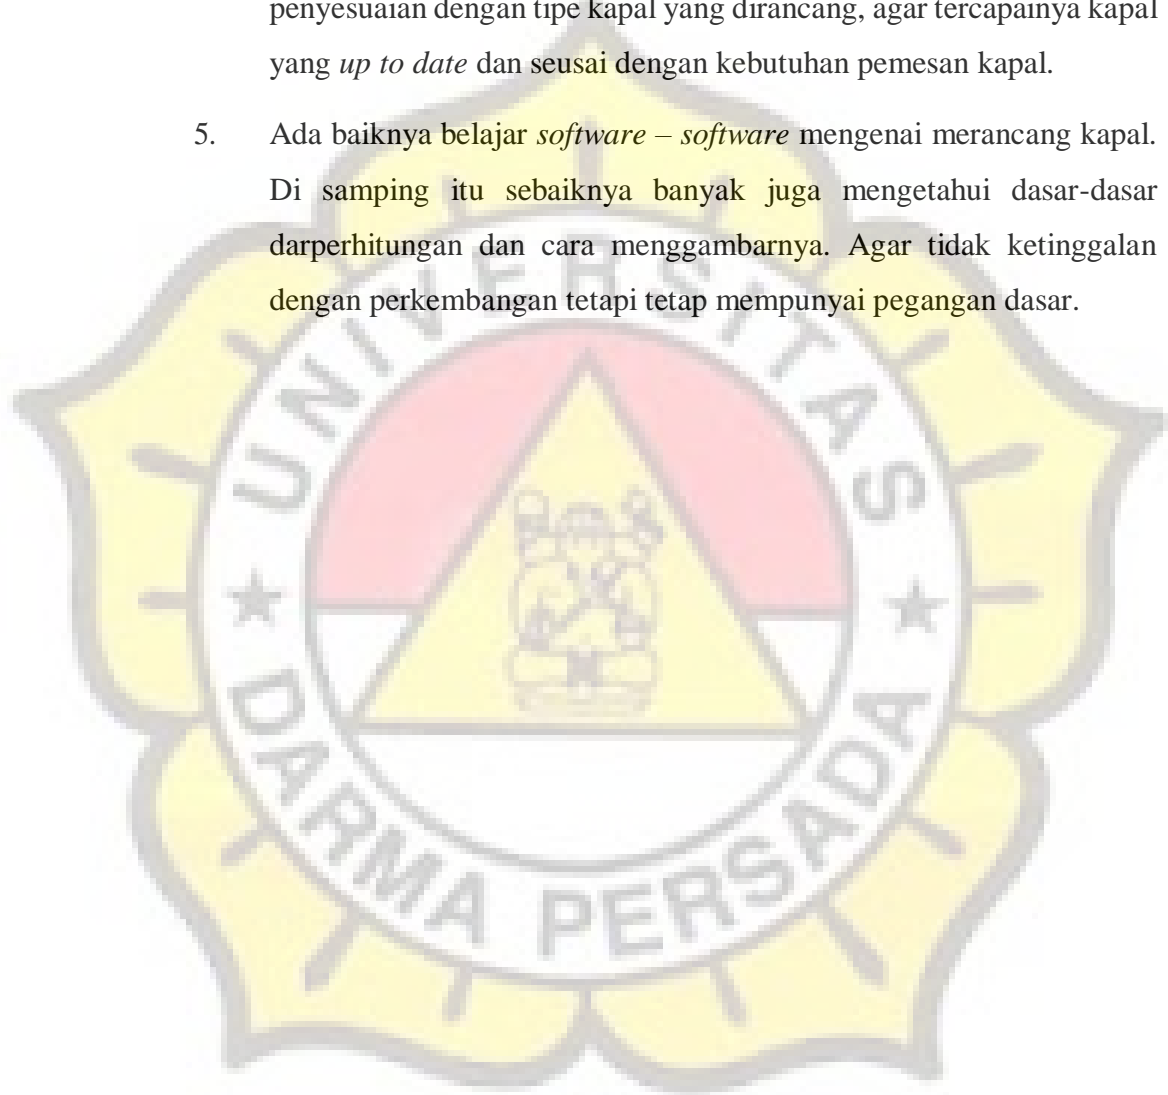 penyesuaian dengan tipe kapal yang dirancang, agar tercapainya kapal
yang up to date dan seusai dengan kebutuhan pemesan kapal.
5. Ada baiknya belajar software – software mengenai merancang kapal.
Di samping itu sebaiknya banyak juga mengetahui dasar-dasar
darperhitungan dan cara menggambarnya. Agar tidak ketinggalan
dengan perkembangan tetapi tetap mempunyai pegangan dasar.
UNIVERSITAS
DARMA PERSADA